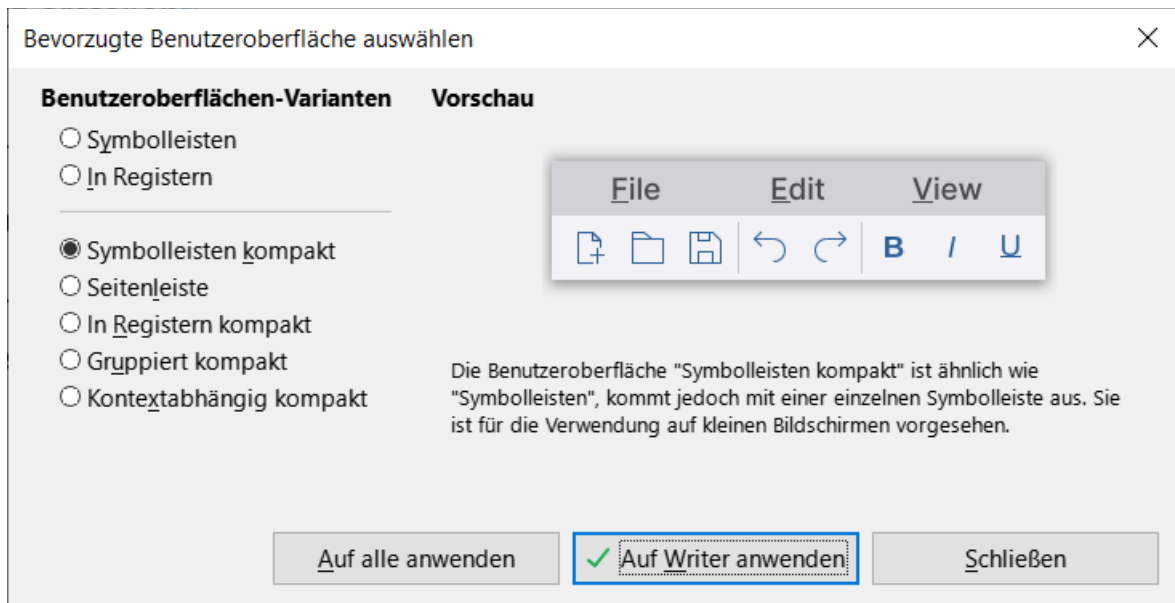 Bevorzugte Benutzeroberfläche auswählen
Benutzeroberflächen-Varianten
Symbolleisten
In Registern
Symbolleisten kompakt
Seitenleiste
In Registern kompakt
Gruppiert kompakt
Kontextabhängig kompakt
Vorschau
File Edit View
B I U
Die Benutzeroberfläche "Symbolleisten kompakt" ist ähnlich wie
"Symbolleisten", kommt jedoch mit einer einzelnen Symbolleiste aus. Sie
ist für die Verwendung auf kleinen Bildschirmen vorgesehen.
Auf alle anwenden
Auf Writer anwenden
Schließen